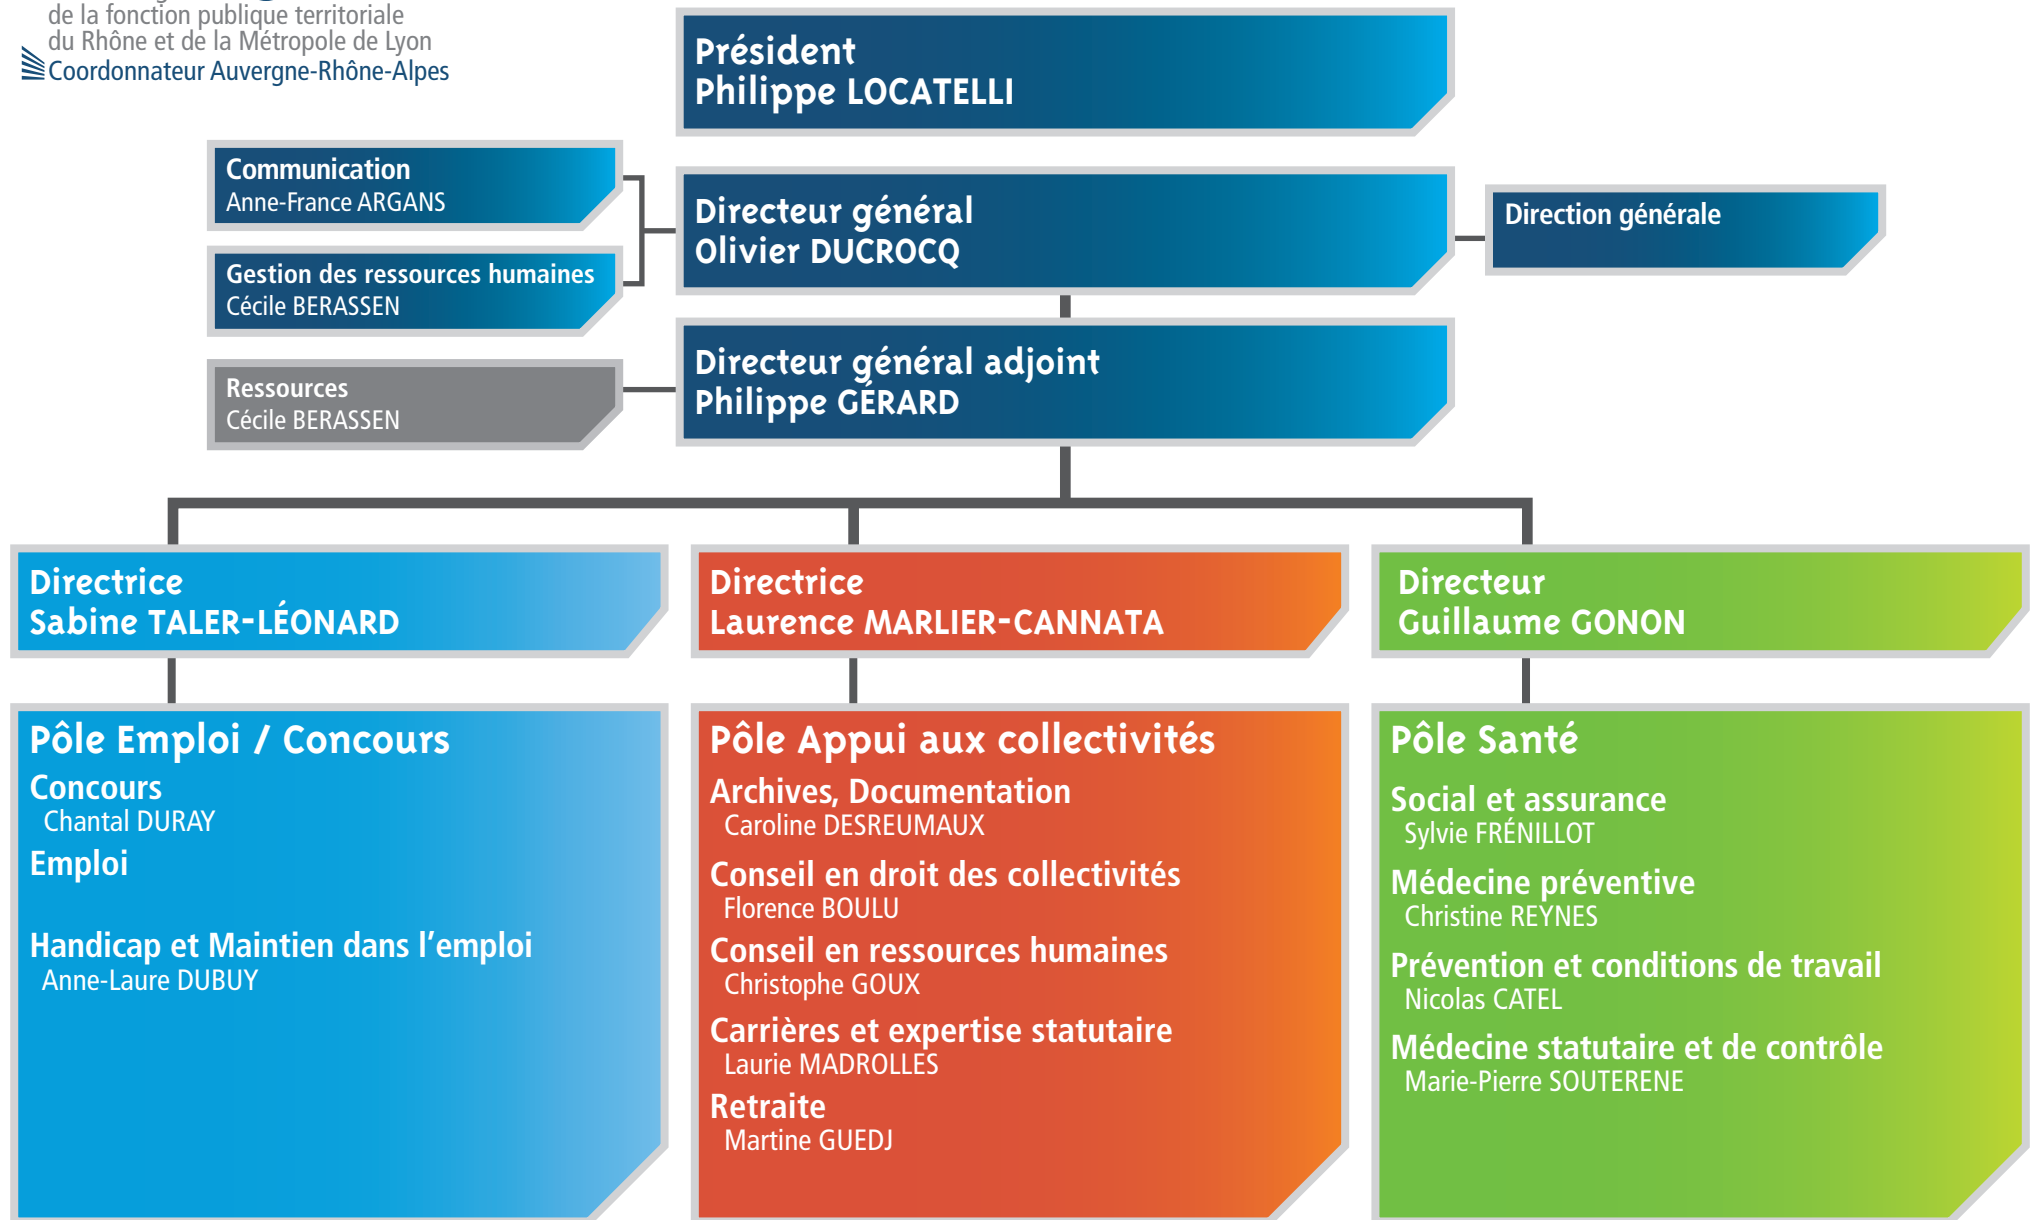 de la fonction publique territoriale
du Rhône et de la Métropole de Lyon
Coordonnateur Auvergne-Rhône-Alpes
Président
Philippe LOCATELLI
Communication
Anne-France ARGANS
Gestion des ressources humaines
Cécile BERASSEN
Directeur général
Olivier DUCROCQ
Direction générale
Ressources
Cécile BERASSEN
Directeur général adjoint
Philippe GÉRARD
Directrice
Sabine TALER-LÉONARD
Directrice
Laurence MARLIER-CANNATA
Directeur
Guillaume GONON
Pôle Emploi / Concours
Concours
Chantal DURAY
Emploi
Handicap et Maintien dans l’emploi
Anne-Laure DUBUY
Pôle Appui aux collectivités
Archives, Documentation
Caroline DESREUMAUX
Conseil en droit des collectivités
Florence BOULU
Conseil en ressources humaines
Christophe GOUX
Carrières et expertise statutaire
Laurie MADROLLES
Retraite
Martine GUEDJ
Pôle Santé
Social et assurance
Sylvie FRÉNILLOT
Médecine préventive
Christine REYNES
Prévention et conditions de travail
Nicolas CATEL
Médecine statutaire et de contrôle
Marie-Pierre SOUTERENE